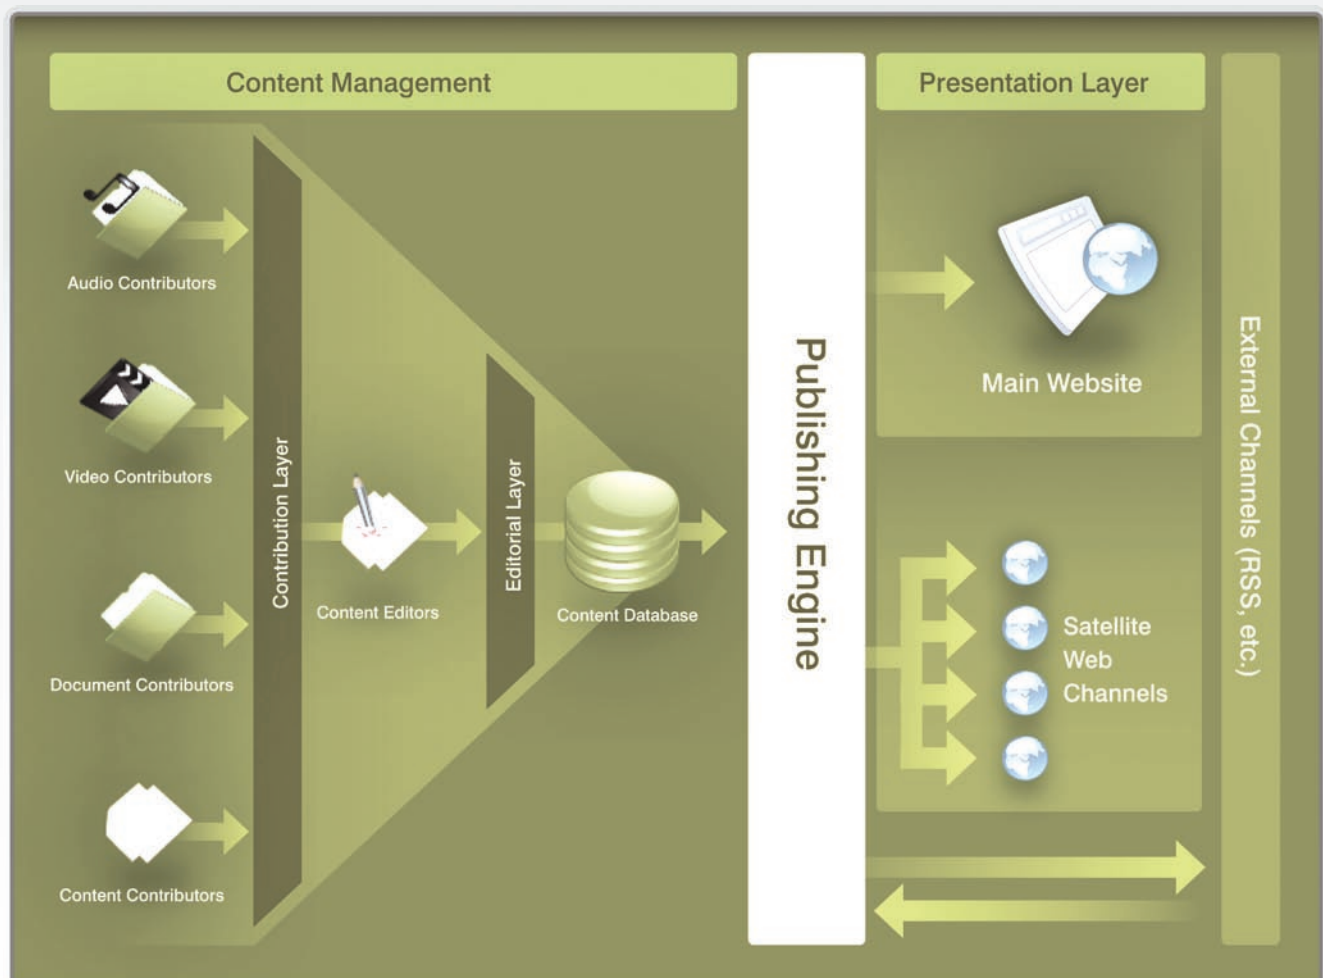 Content Management
Presentation Layer
Audio Contributors
Video Contributors
Document Contributors
Content Contributors
Contribution Layer
Content Editors
Editorial Layer
Content Database
Publishing Engine
Main Website
Satellite
Web
Channels
External Channels (RSS, etc.)